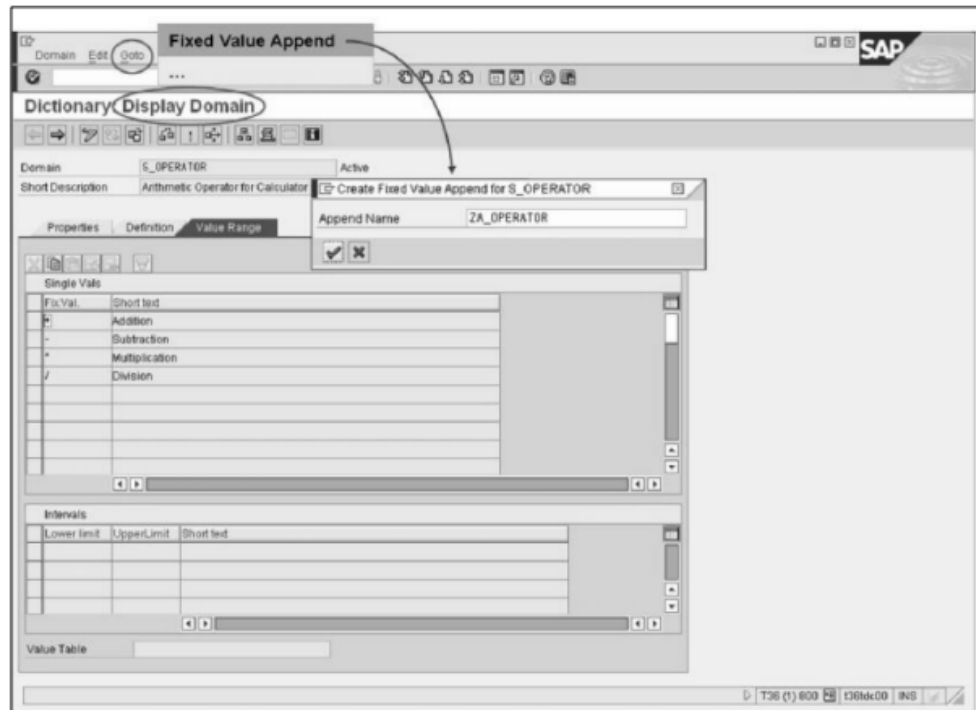 Fixed Value Append
...
Domain Edit Goto
SAP
Dictionary: Display Domain
Domain S_OPERATOR Active
Short Description Arithmetic Operator for Calculator
Create Fixed Value Append for S_OPERATOR
Append Name ZA_OPERATOR
Properties Definition Value Range
Single Vals
Fix.Val. Short text
+ Addition
- Subtraction
* Multiplication
/ Division
Intervals
Lower limit UpperLimit Short text
Value Table
T36 (1) 800 t36tdc00 INS